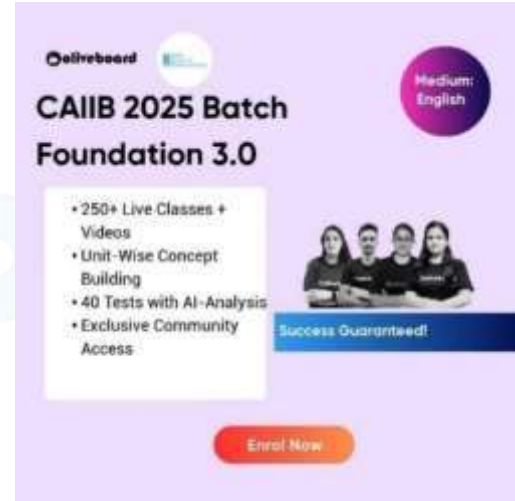 oliveboard
Medium:
English
CAIIB 2025 Batch
Foundation 3.0
• 250+ Live Classes +
Videos
• Unit-Wise Concept
Building
• 40 Tests with AI-Analysis
• Exclusive Community
Access
Success Guaranteed!
Enrol Now